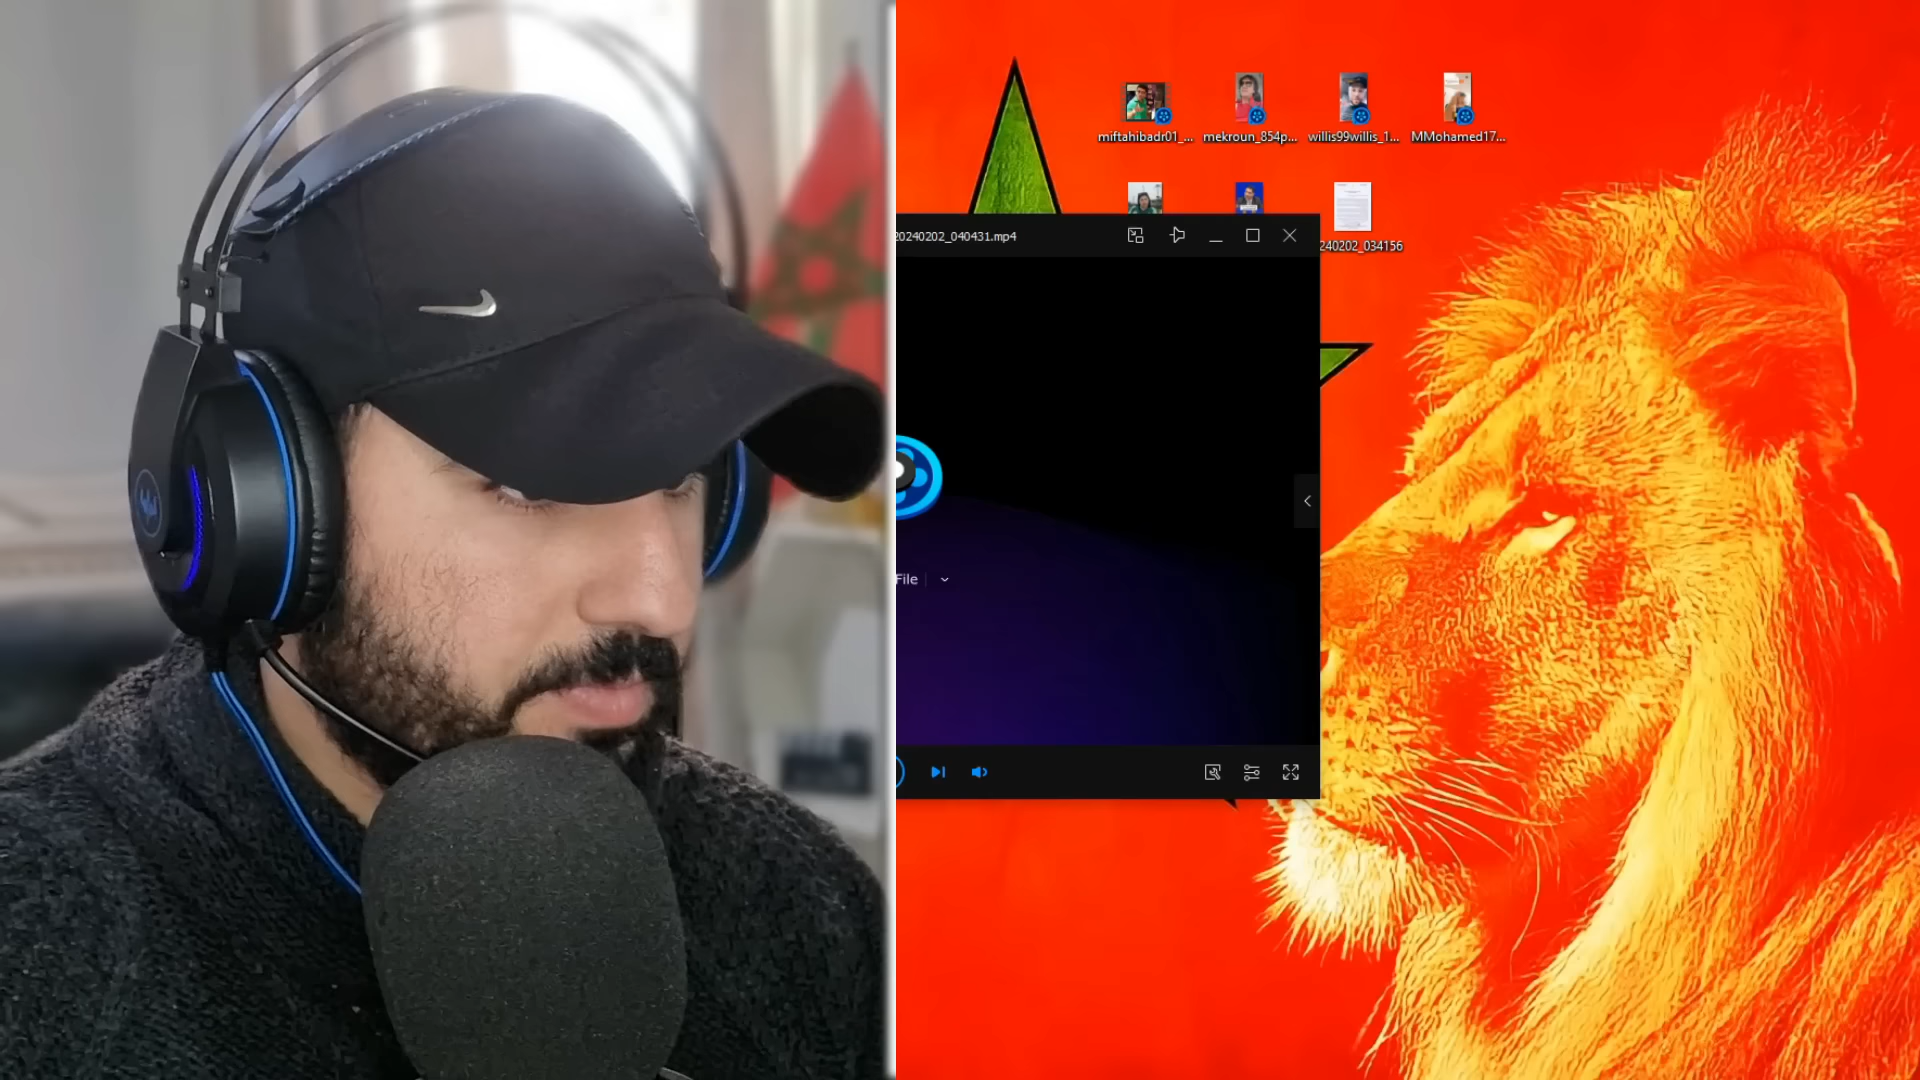 miftahibadr01_...
mekroun_854p...
willis99willis_1...
MMohamed17...
20240202_040431.mp4
240202_034156
File